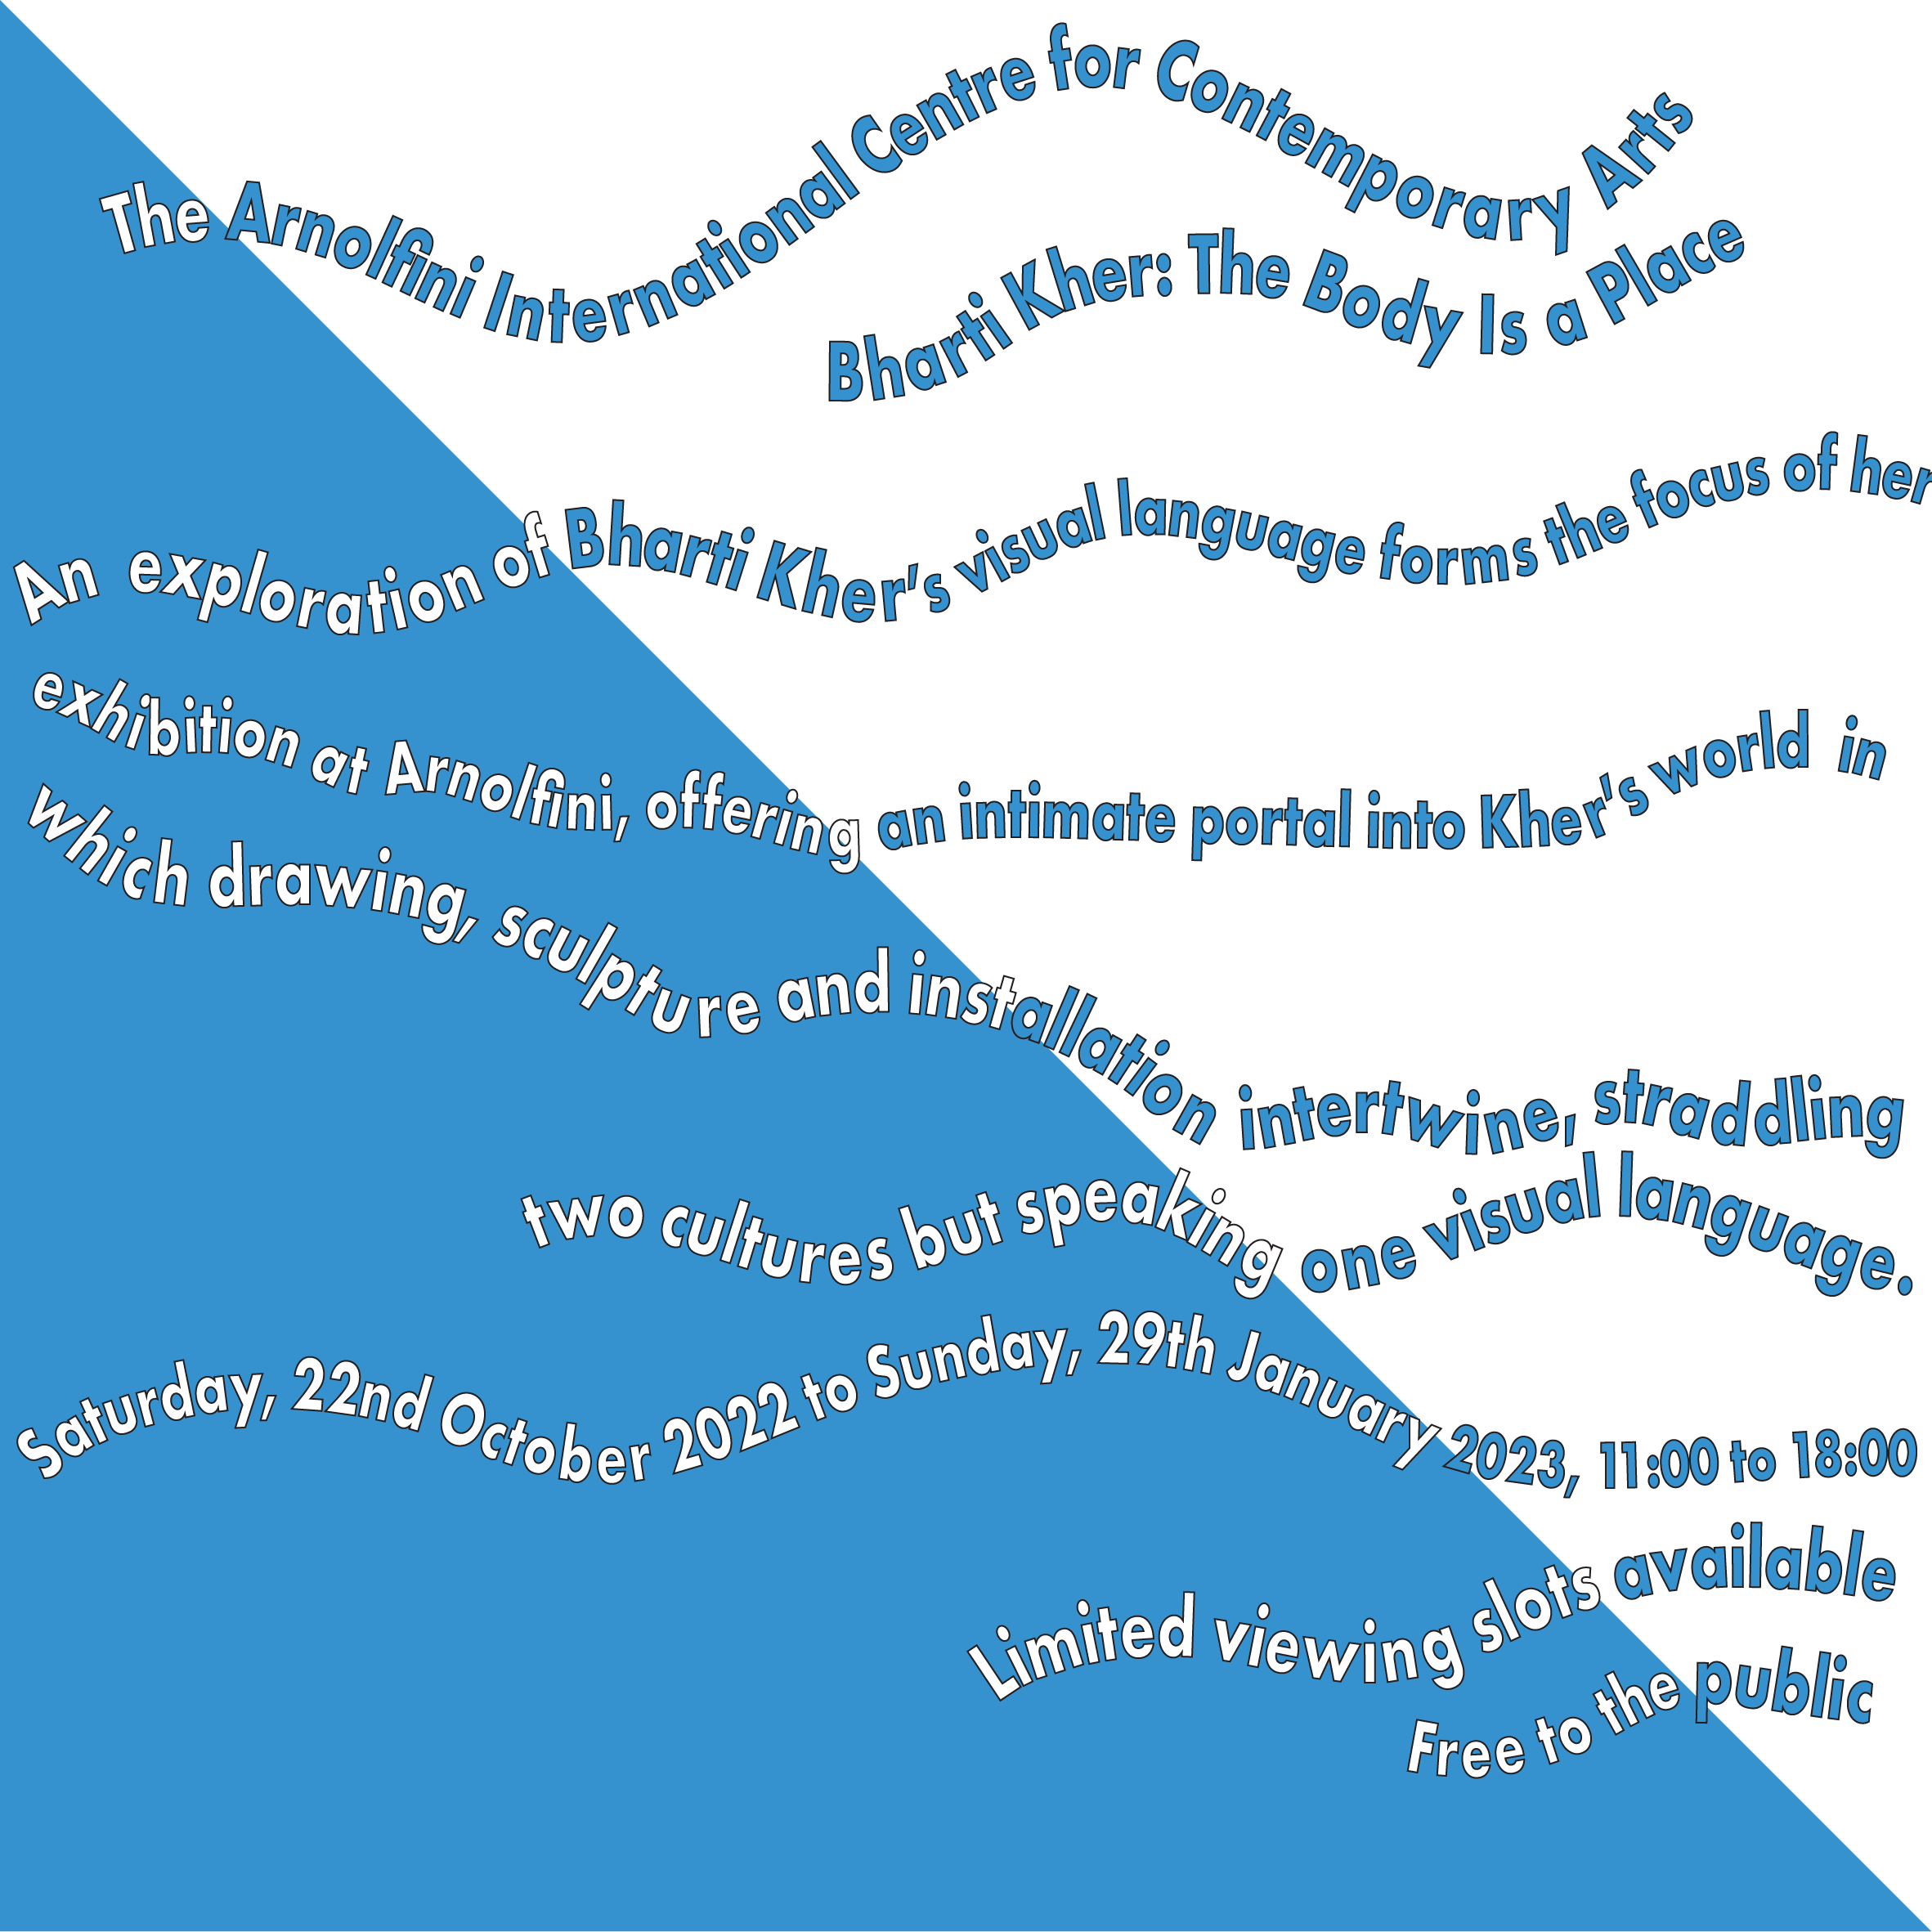 The Arnolfini International Centre for Contemporary Arts
Bharti Kher: The Body Is a Place
An exploration of Bharti Kher’s visual language forms the focus of her
exhibition at Arnolfini, offering an intimate portal into Kher’s world in
which drawing, sculpture and installation intertwine, straddling
two cultures but speaking one visual language.
Saturday, 22nd October 2022 to Sunday, 29th January 2023, 11:00 to 18:00
Limited viewing slots available
Free to the public